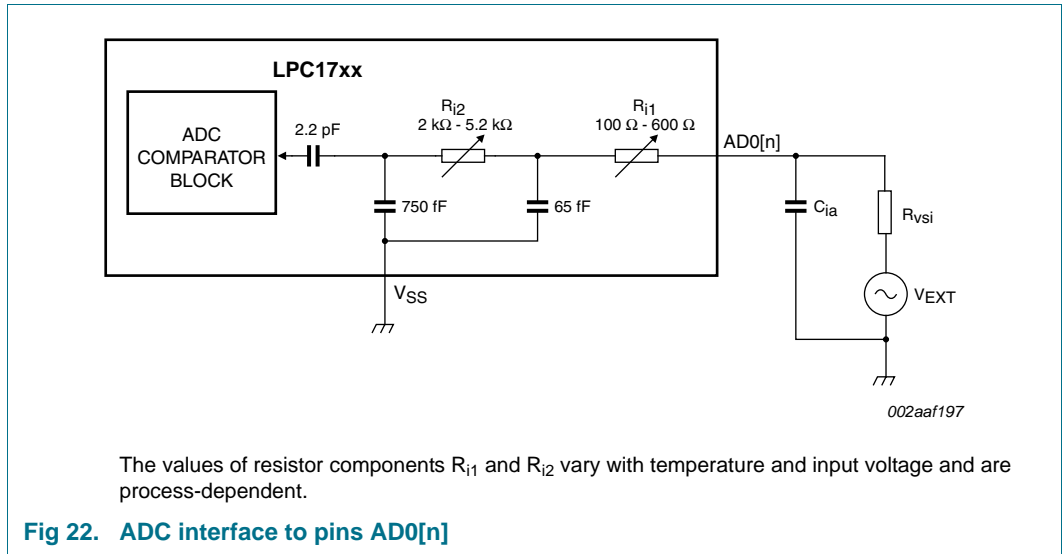 LPC17xx
ADC
COMPARATOR
BLOCK
2.2 pF
Ri2
2 kΩ - 5.2 kΩ
Ri1
100 Ω - 600 Ω
AD0[n]
750 fF
65 fF
Cia
Rvsi
VSS
VEXT
002aaf197
The values of resistor components Ri1 and Ri2 vary with temperature and input voltage and are
process-dependent.
Fig 22. ADC interface to pins AD0[n]